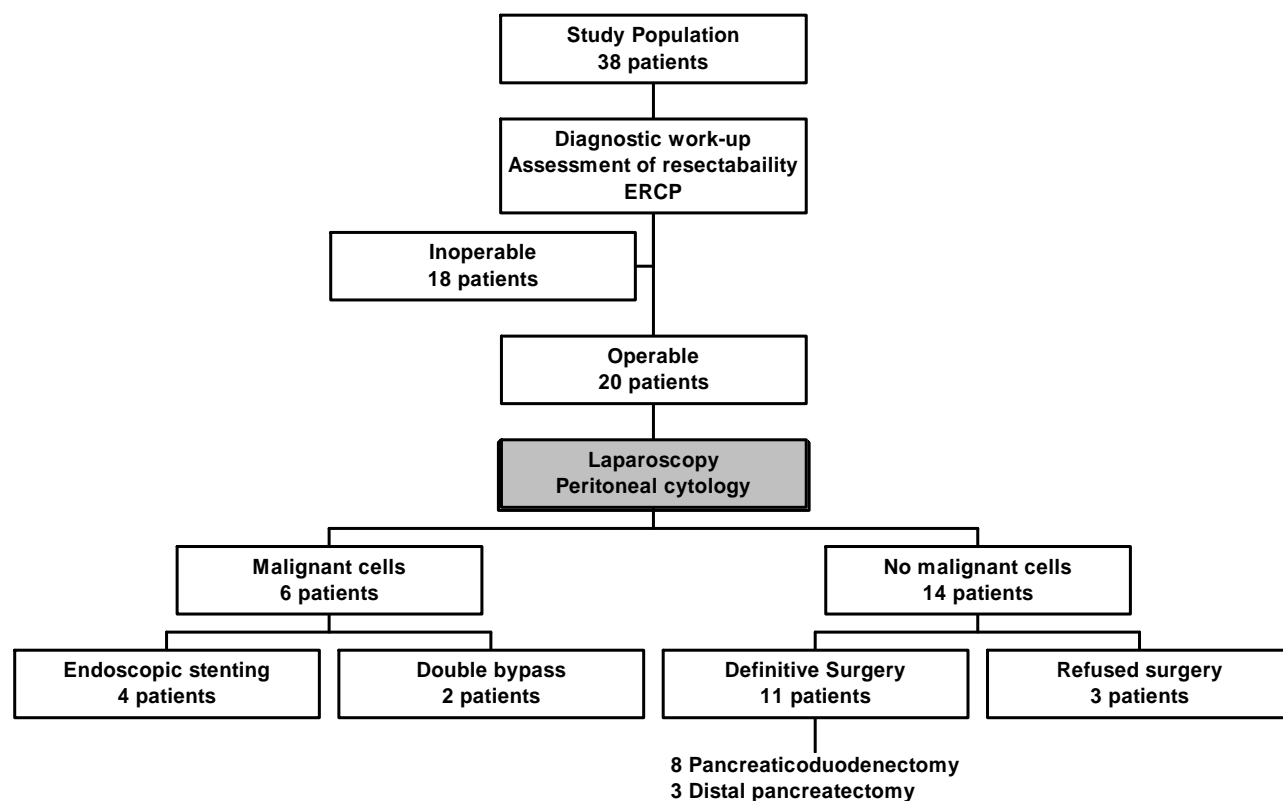 Study Population
38 patients
Diagnostic work-up
Assessment of resectabaility
ERCP
Inoperable
18 patients
Operable
20 patients
Laparoscopy
Peritoneal cytology
Malignant cells
6 patients
No malignant cells
14 patients
Endoscopic stenting
4 patients
Double bypass
2 patients
Definitive Surgery
11 patients
Refused surgery
3 patients
8 Pancreaticoduodenectomy
3 Distal pancreatectomy